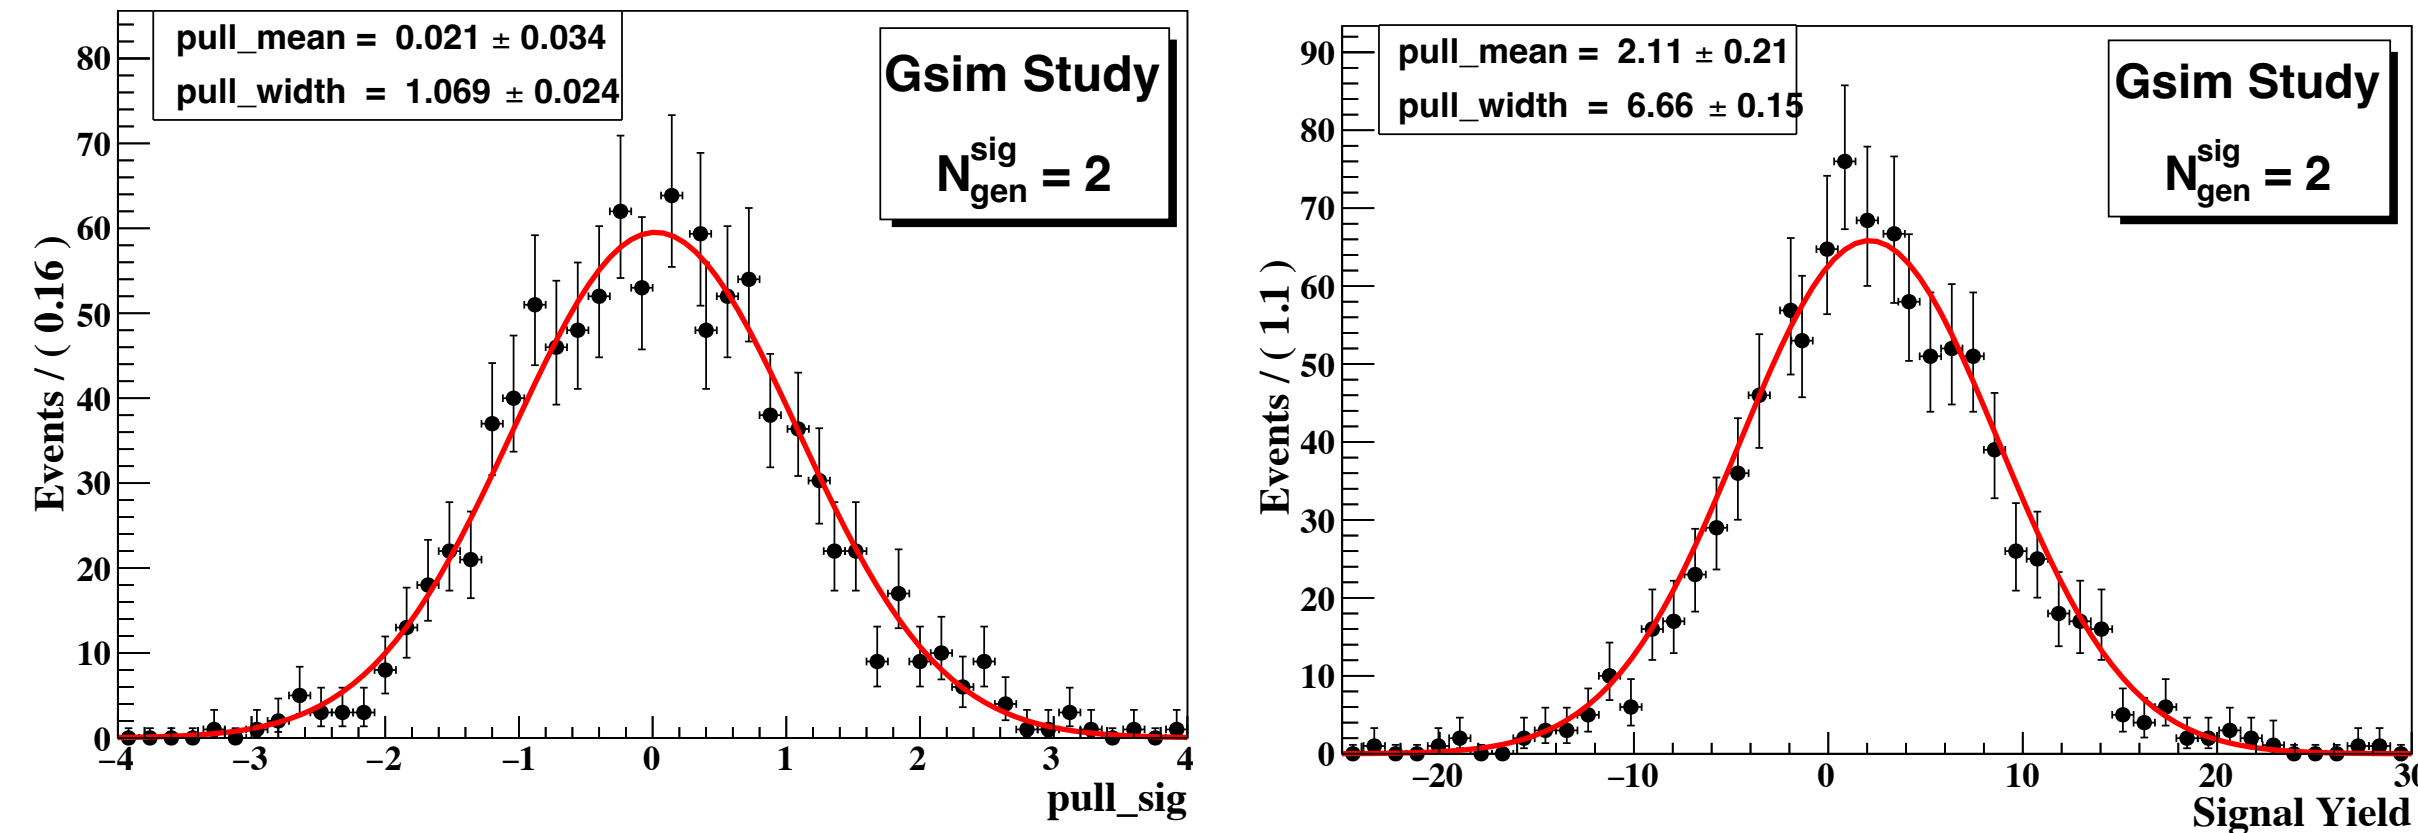 pull_mean = 0.021 ± 0.034
pull_width = 1.069 ± 0.024
Gsim Study
N^sig_gen = 2
Events / ( 0.16 )
80
70
60
50
40
30
20
10
0
−4 −3 −2 −1 0 1 2 3 4
pull_sig
pull_mean = 2.11 ± 0.21
pull_width = 6.66 ± 0.15
Gsim Study
N^sig_gen = 2
Events / ( 1.1 )
90
80
70
60
50
40
30
20
10
0
−20 −10 0 10 20 30
Signal Yield